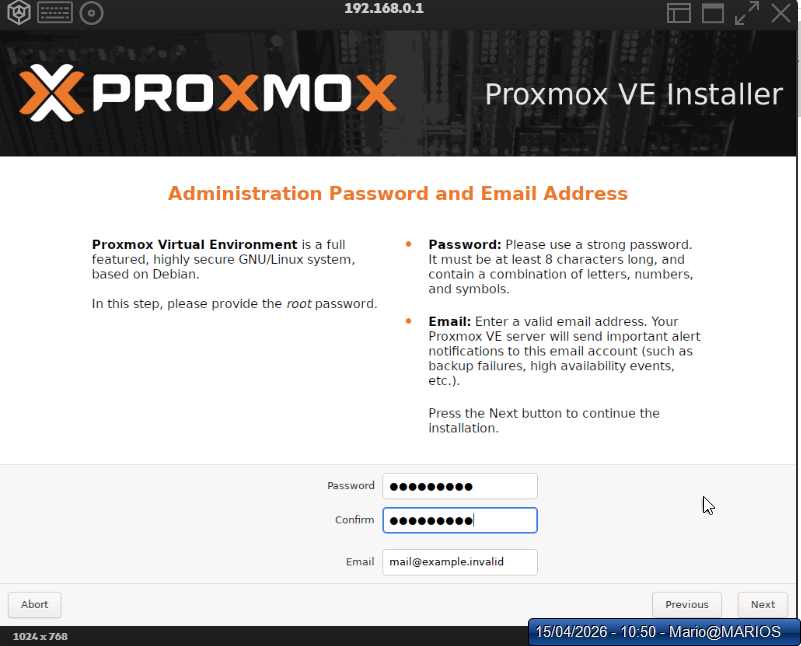 192.168.0.1
PROXMOX
Proxmox VE Installer
Administration Password and Email Address
Proxmox Virtual Environment is a full
featured, highly secure GNU/Linux system,
based on Debian.
In this step, please provide the root password.
Password: Please use a strong password.
It must be at least 8 characters long, and
contain a combination of letters, numbers,
and symbols.
Email: Enter a valid email address. Your
Proxmox VE server will send important alert
notifications to this email account (such as
backup failures, high availability events,
etc.).
Press the Next button to continue the
installation.
Password ●●●●●●●●●
Confirm ●●●●●●●●●
Email mail@example.invalid
Abort
Previous
Next
1024 x 768
15/04/2026 - 10:50 - Mario@MARIOS